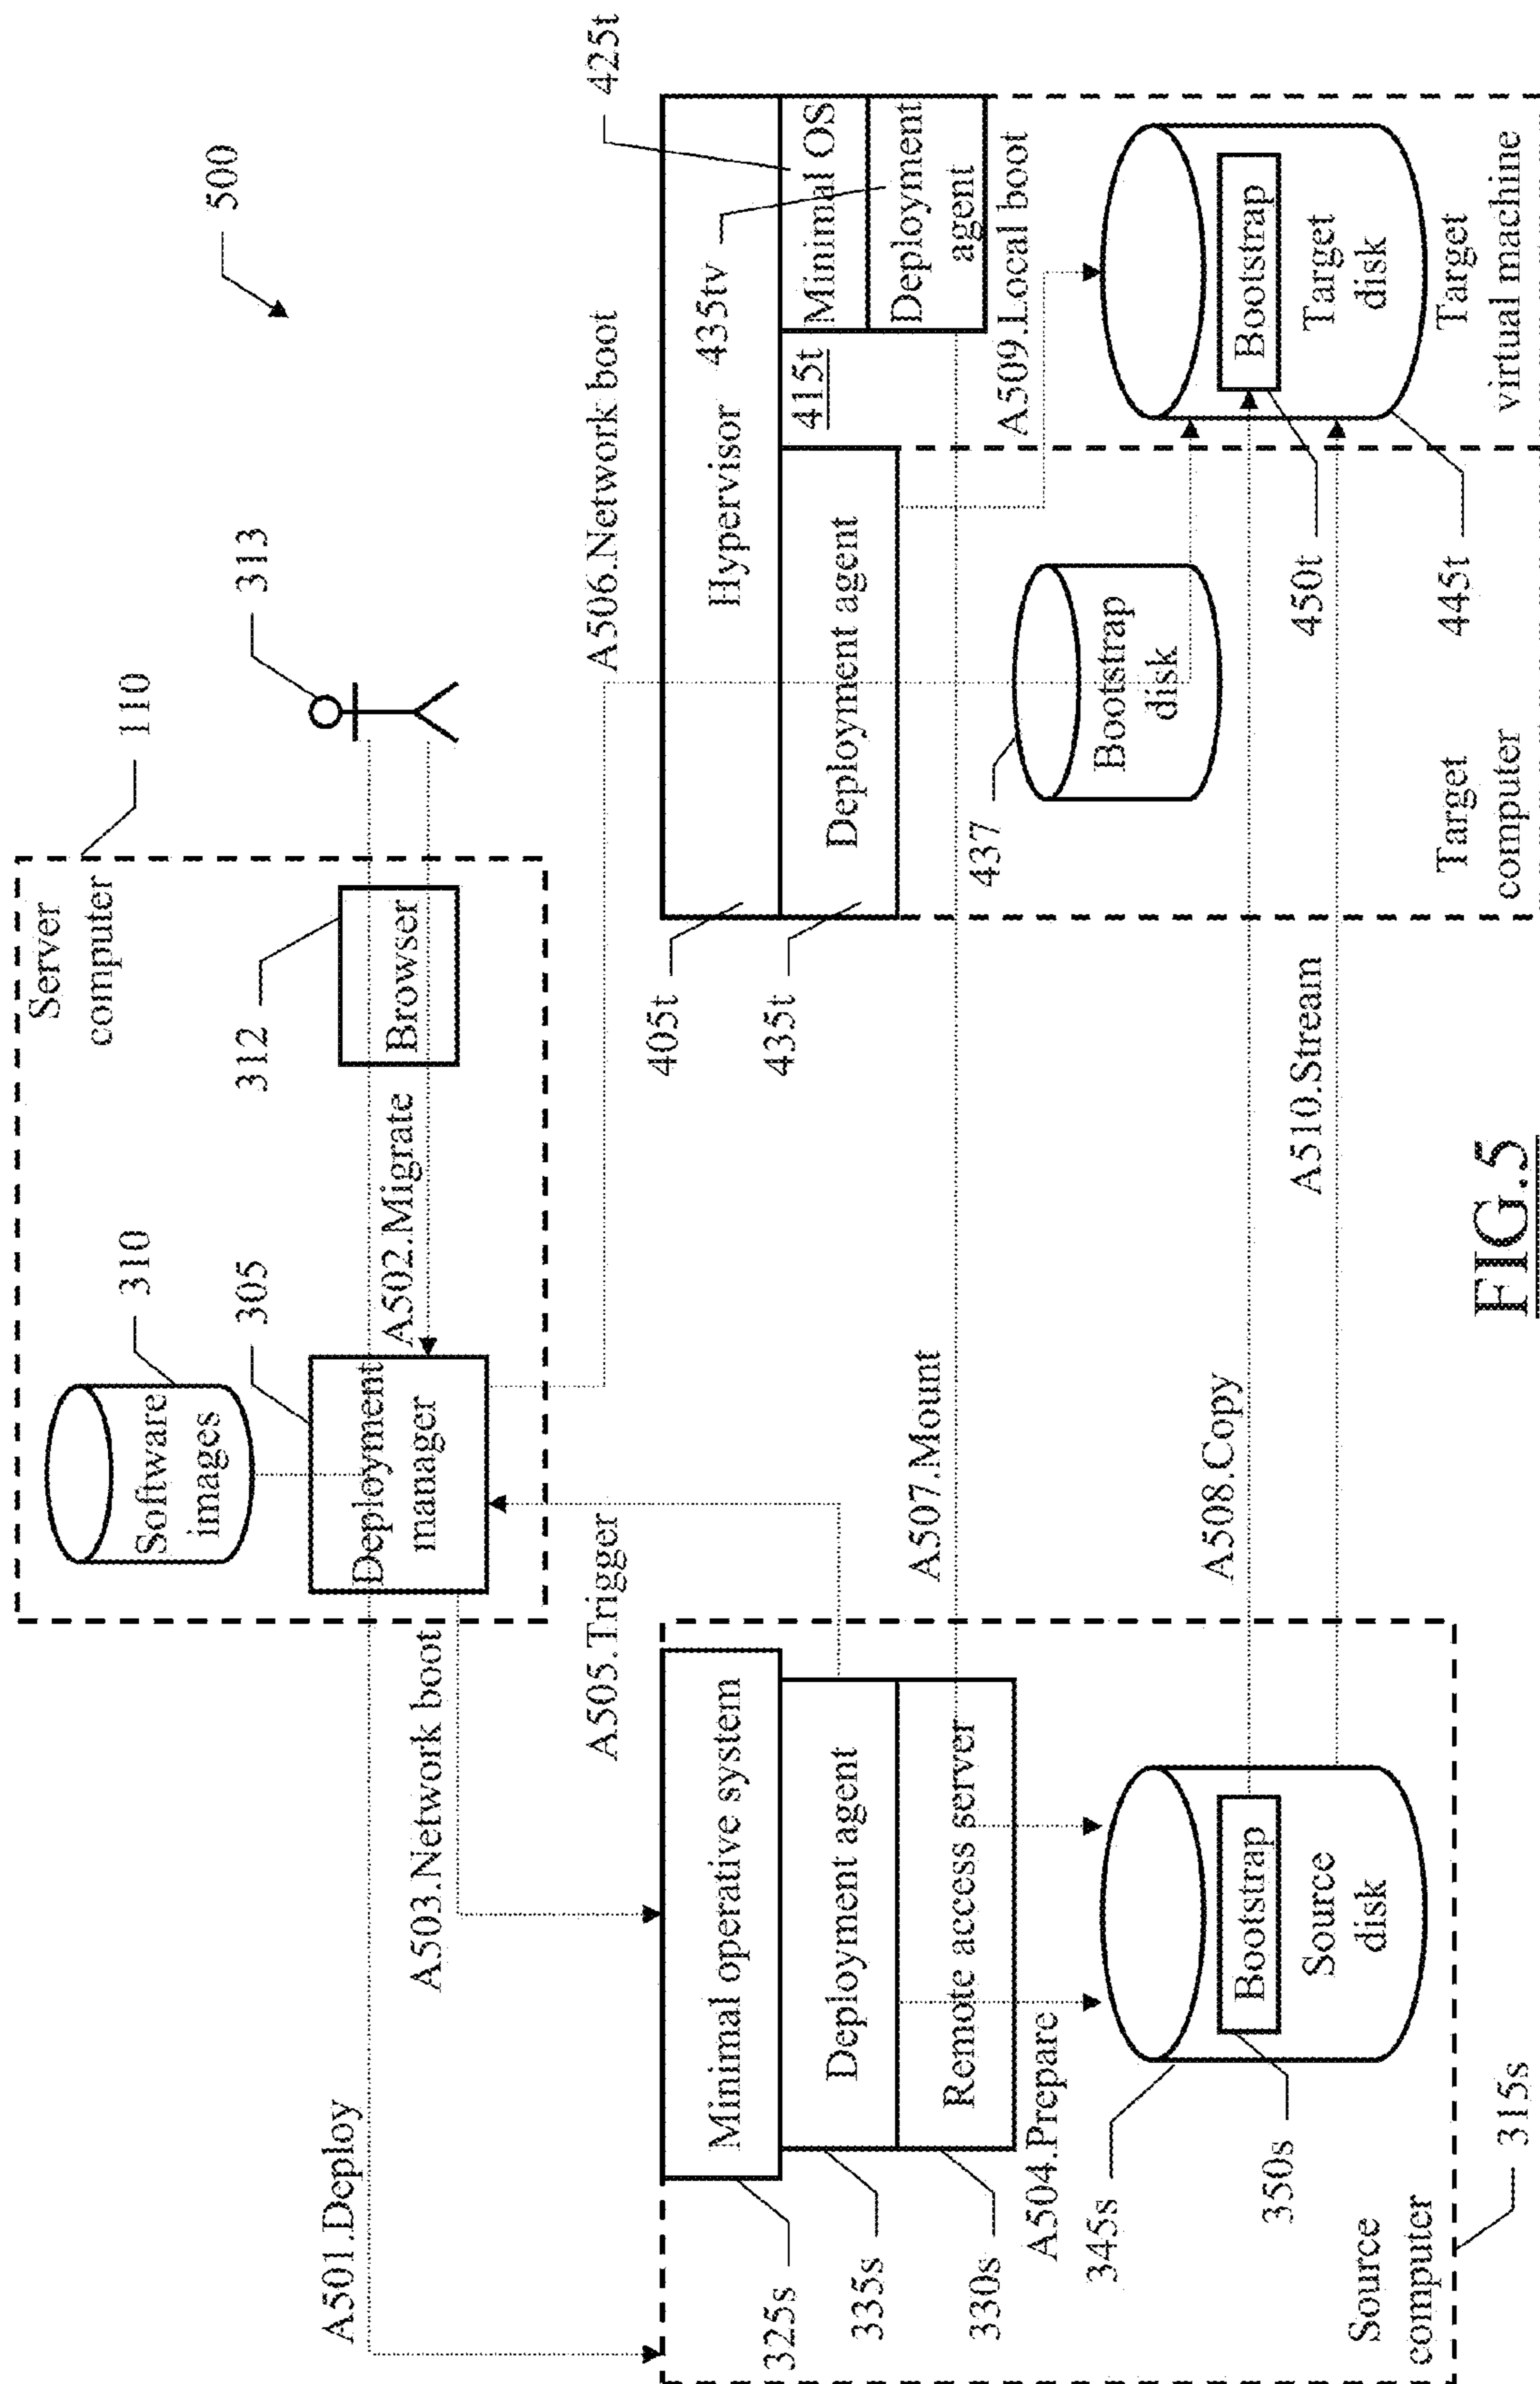 500
Server
computer
110
313
Software
images
310
305
312
Browser
Deployment
manager
A502.Migrate
A501.Deploy
A503.Network boot
A505.Trigger
A506.Network boot
425t
Minimal operative system
Deployment agent
Remote access server
325s
335s
330s
A504.Prepare
345s
Bootstrap
Source
disk
350s
Source
computer
315s
A507.Mount
A508.Copy
A510.Stream
Hypervisor
435tv
Minimal OS
Deployment
agent
415t
405t
Deployment agent
435t
A509.Local boot
437
Bootstrap
disk
Bootstrap
Target
disk
450t
445t
Target
computer
Target
virtual machine
FIG.5